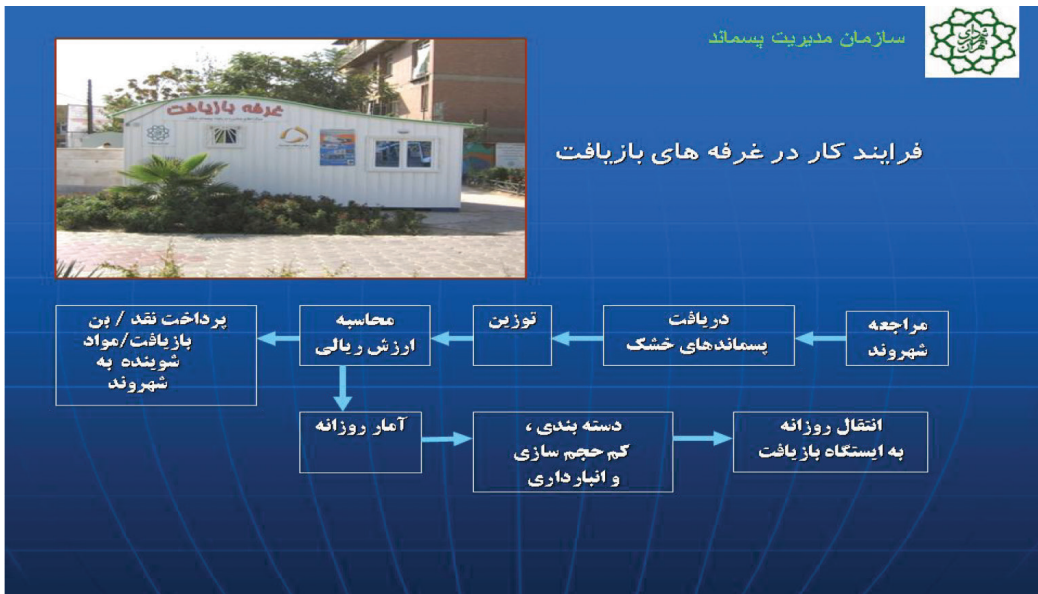 سازمان مدیریت پسماند
غرفه بازیافت
فرایند کار در غرفه های بازیافت
مراجعه
شهروند
دریافت
پسماندهای خشک
توزین
محاسبه
ارزش ریالی
پرداخت نقد / بن
بازیافت/مواد
شوینده به
شهروند
آمار روزانه
دسته بندی ،
کم حجم سازی
و انبارداری
انتقال روزانه
به ایستگاه بازیافت